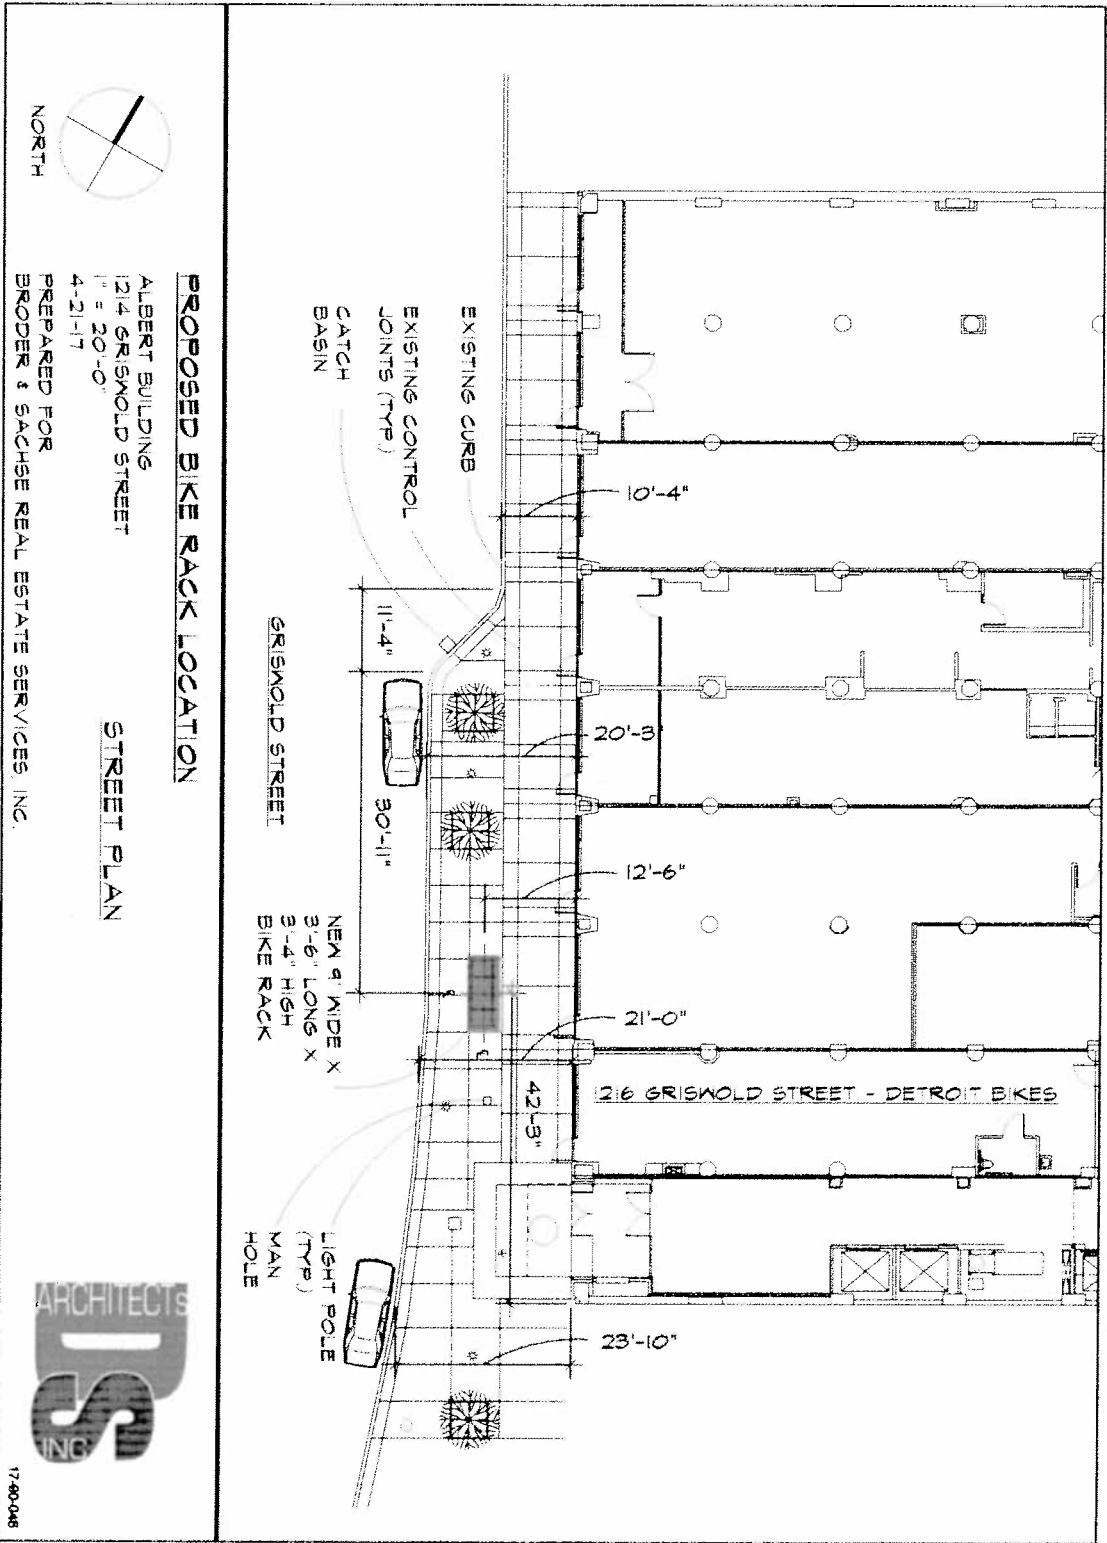 10'-4"
20'-3
12'-6"
21'-0"
1216 GRISWOLD STREET - DETROIT BIKES
42'-3"
23'-10"
EXISTING CURB
EXISTING CONTROL
JOINTS (TYP.)
CATCH
BASIN
11'-4"
30'-11"
GRISWOLD STREET
NEW 9' WIDE X
3'-6" LONG X
3'-4" HIGH
BIKE RACK
LIGHT POLE
(TYP.)
MAN
HOLE
PROPOSED BIKE RACK LOCATION
ALBERT BUILDING
1214 GRISWOLD STREET
1" = 20'-0"
4-21-17
PREPARED FOR
BRODER & SACHSE REAL ESTATE SERVICES, INC.
STREET PLAN
NORTH
ARCHITECTS
DS
INC
17-90-048